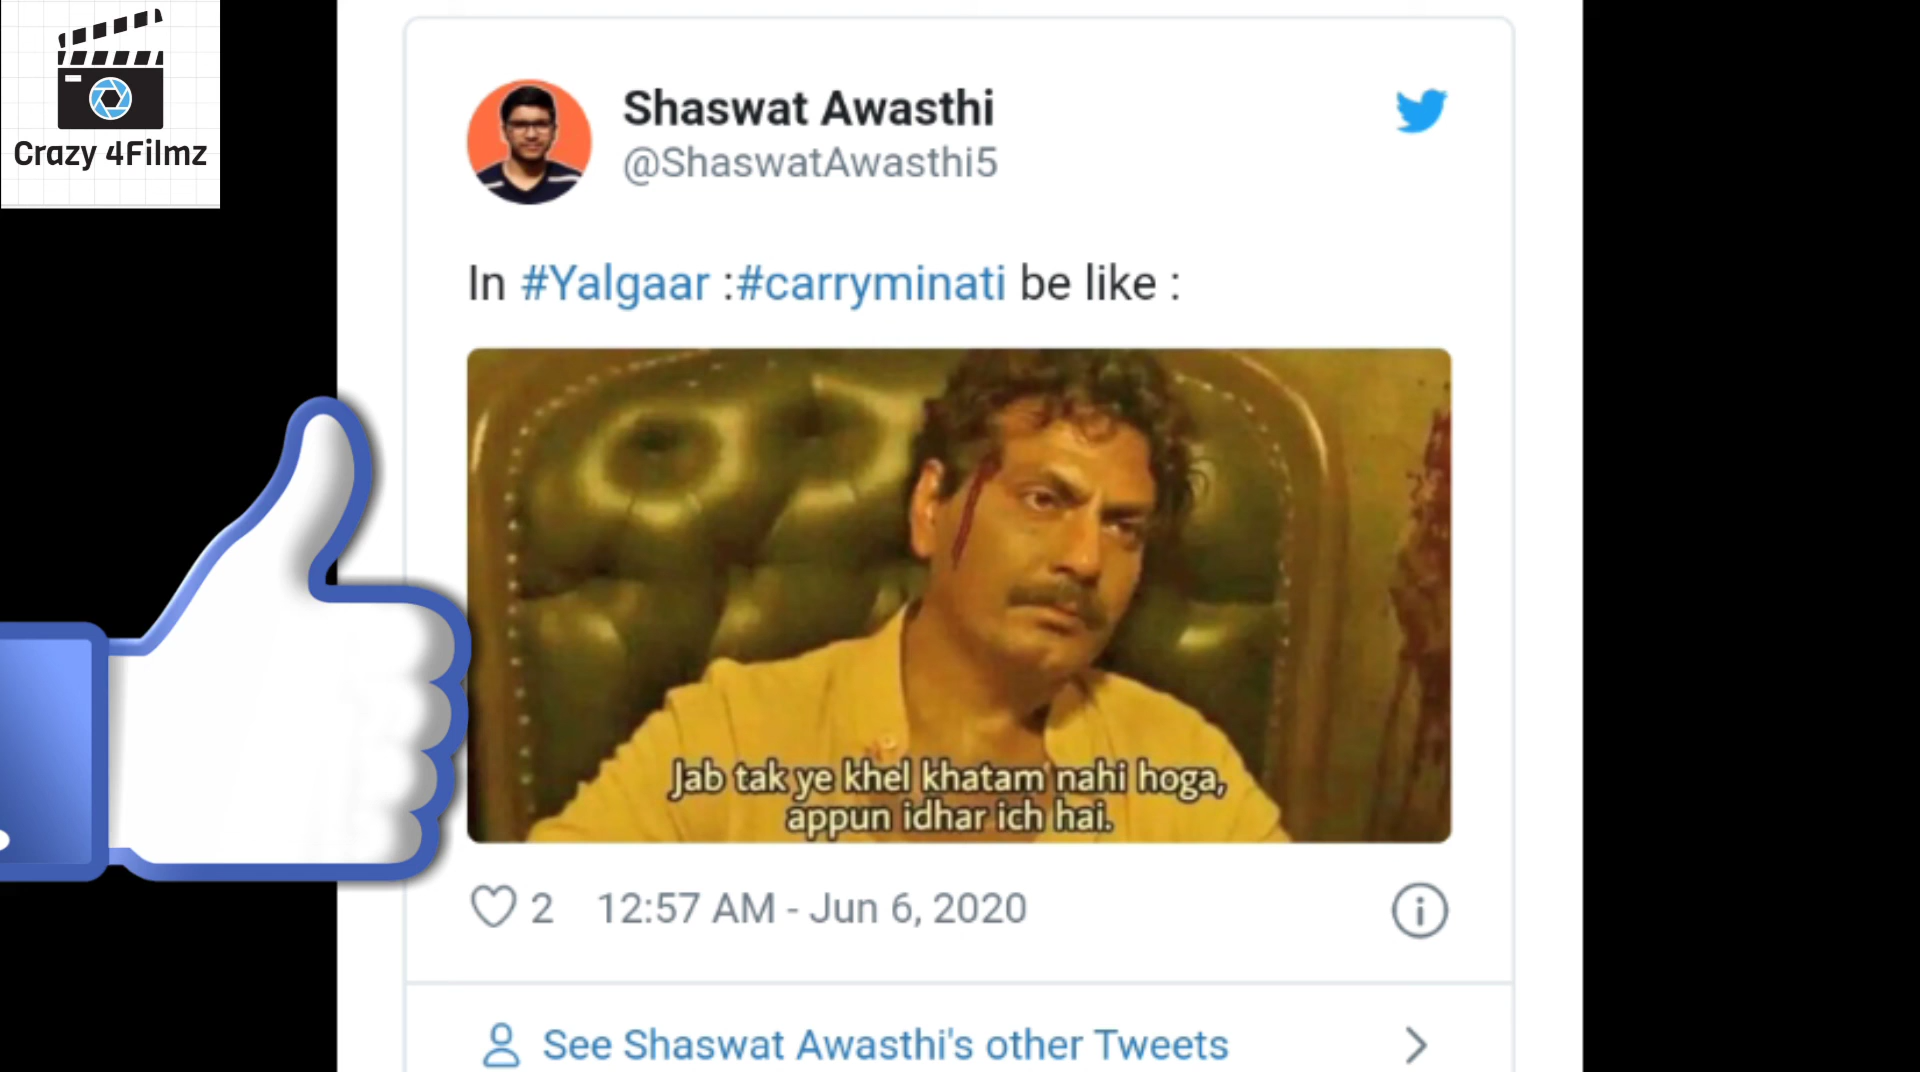 Crazy 4Filmz
Shaswat Awasthi
@ShaswatAwasthi5
In #Yalgaar :#carryminati be like :
Jab tak ye khel khatam nahi hoga,
appun idhar ich hai.
2 12:57 AM - Jun 6, 2020
See Shaswat Awasthi's other Tweets